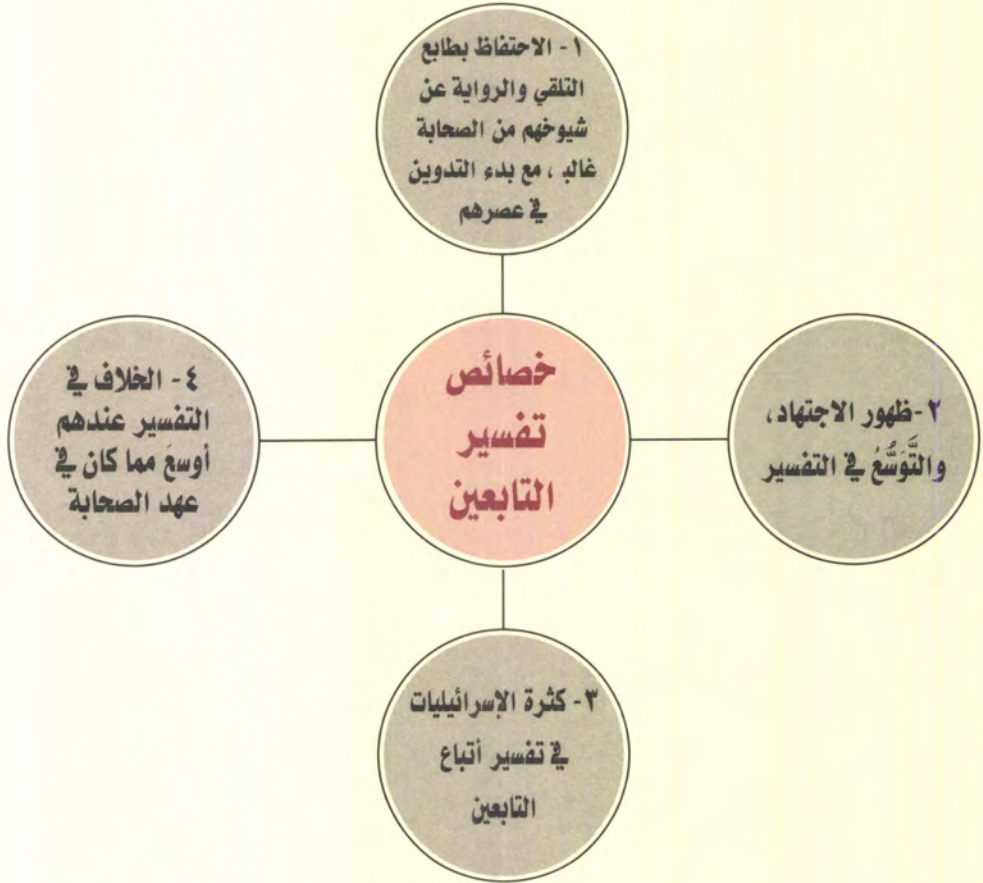 ١- الاحتفاظ بطابع
التلقي والرواية عن
شيوخهم من الصحابة
غالب ، مع بدء التدوين
في عصرهم
خصائص
تفسير
التابعين
٢-ظهور الاجتهاد،
والتَّوَسُّعُ في التفسير
٣- كثرة الإسرائيليات
في تفسير أتباع
التابعين
٤- الخلاف في
التفسير عندهم
أوسعَ مما كان في
عهد الصحابة